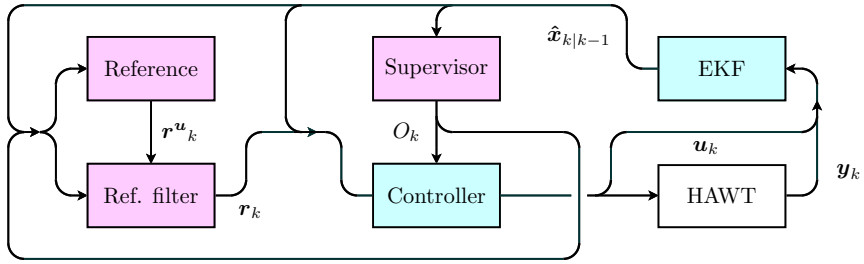 Reference
Supervisor
x̂_{k|k−1}
EKF
r^u_k
O_k
u_k
Ref. filter
r_k
Controller
HAWT
y_k